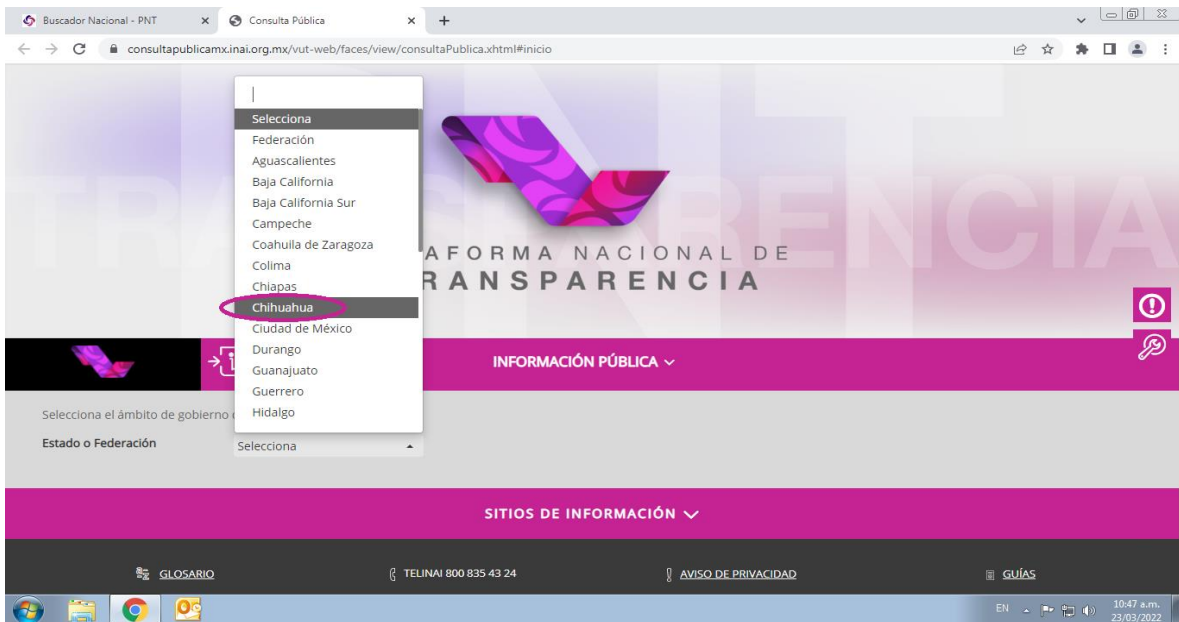 Buscador Nacional - PNT
Consulta Pública
consultapublicamx.inai.org.mx/vut-web/faces/view/consultaPublica.xhtml#inicio
PNT
TRANSPARENCIA
Selecciona
Federación
Aguascalientes
Baja California
Baja California Sur
Campeche
Coahuila de Zaragoza
Colima
Chiapas
Chihuahua
Ciudad de México
Durango
Guanajuato
Guerrero
Hidalgo
AFORMA NACIONAL DE
RANSPARENCIA
INFORMACIÓN PÚBLICA
Selecciona el ámbito de gobierno
Estado o Federación
Selecciona
SITIOS DE INFORMACIÓN
GLOSARIO
TELINAI 800 835 43 24
AVISO DE PRIVACIDAD
GUÍAS
EN
10:47 a.m.
23/03/2022